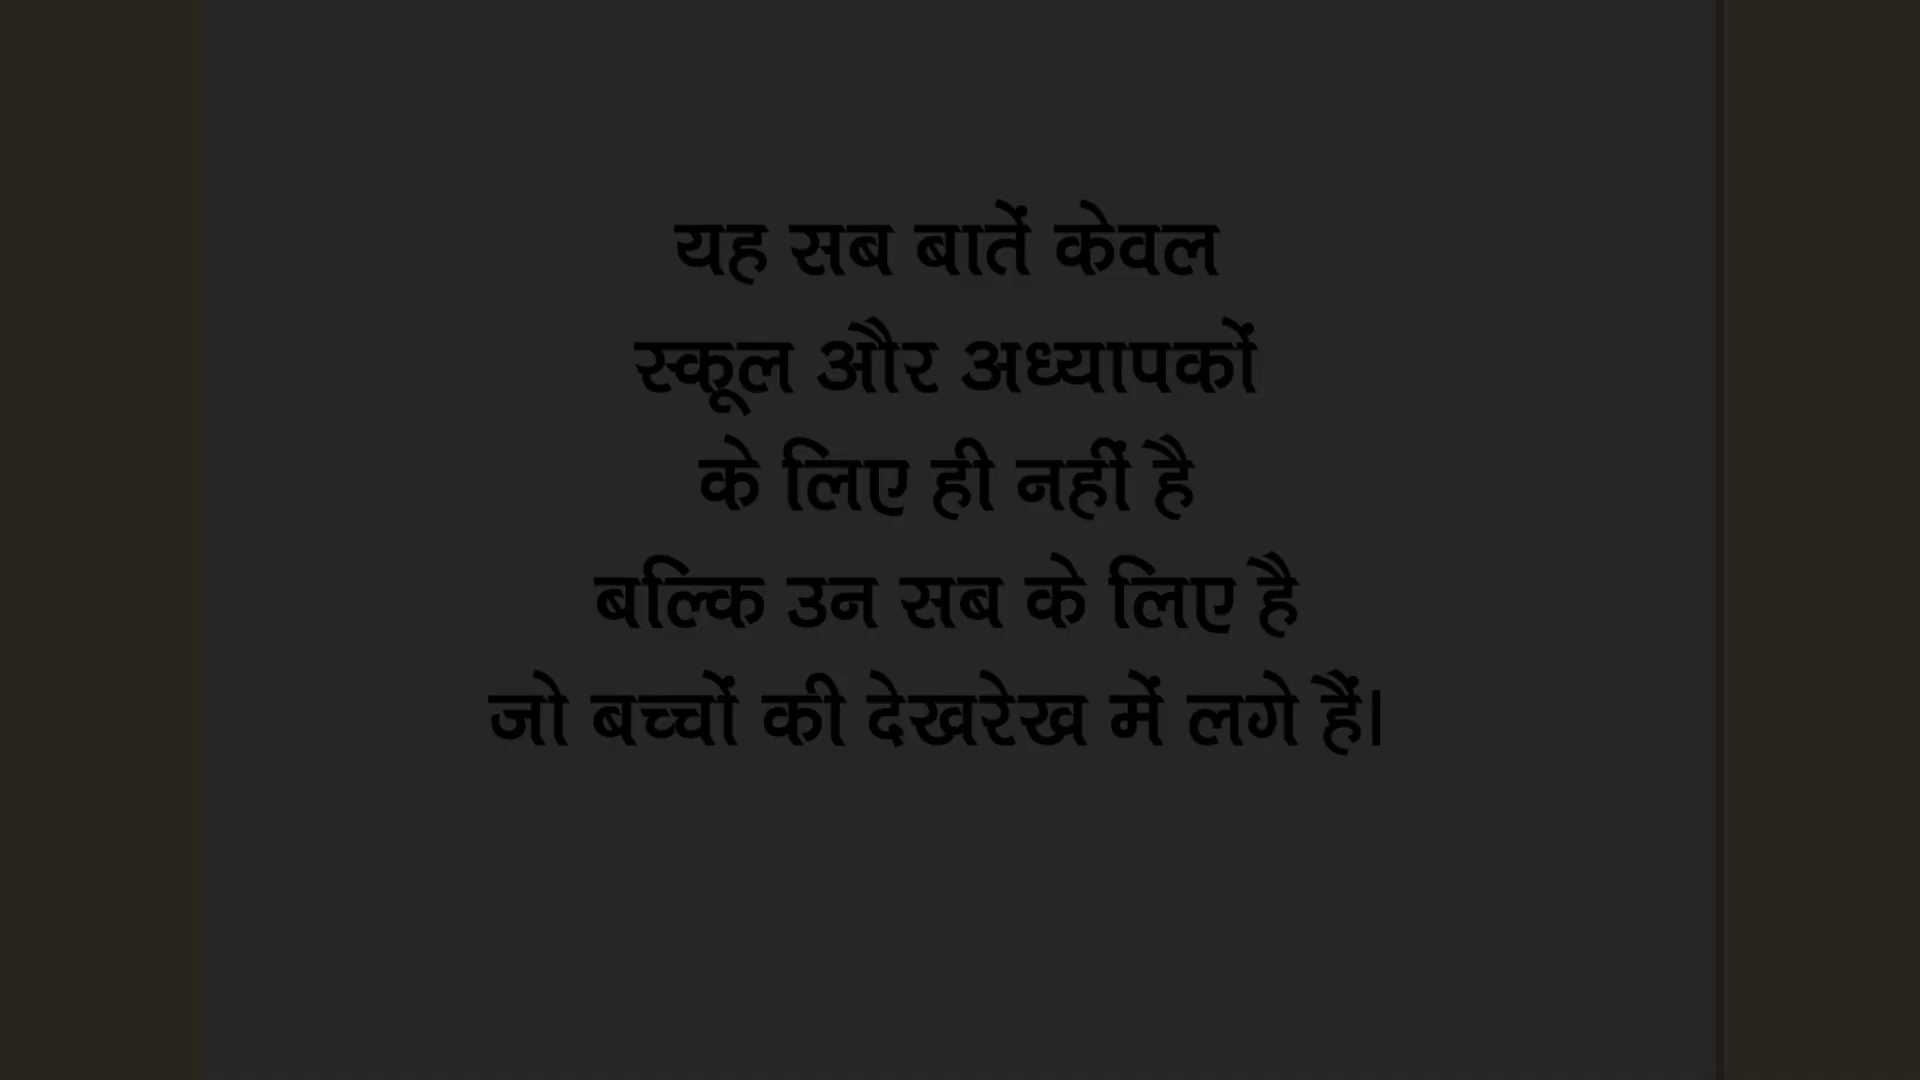 यह सब बातें केवल
स्कूल और अध्यापकों
के लिए ही नहीं है
बल्कि उन सब के लिए है
जो बच्चों की देखरेख में लगे हैं।